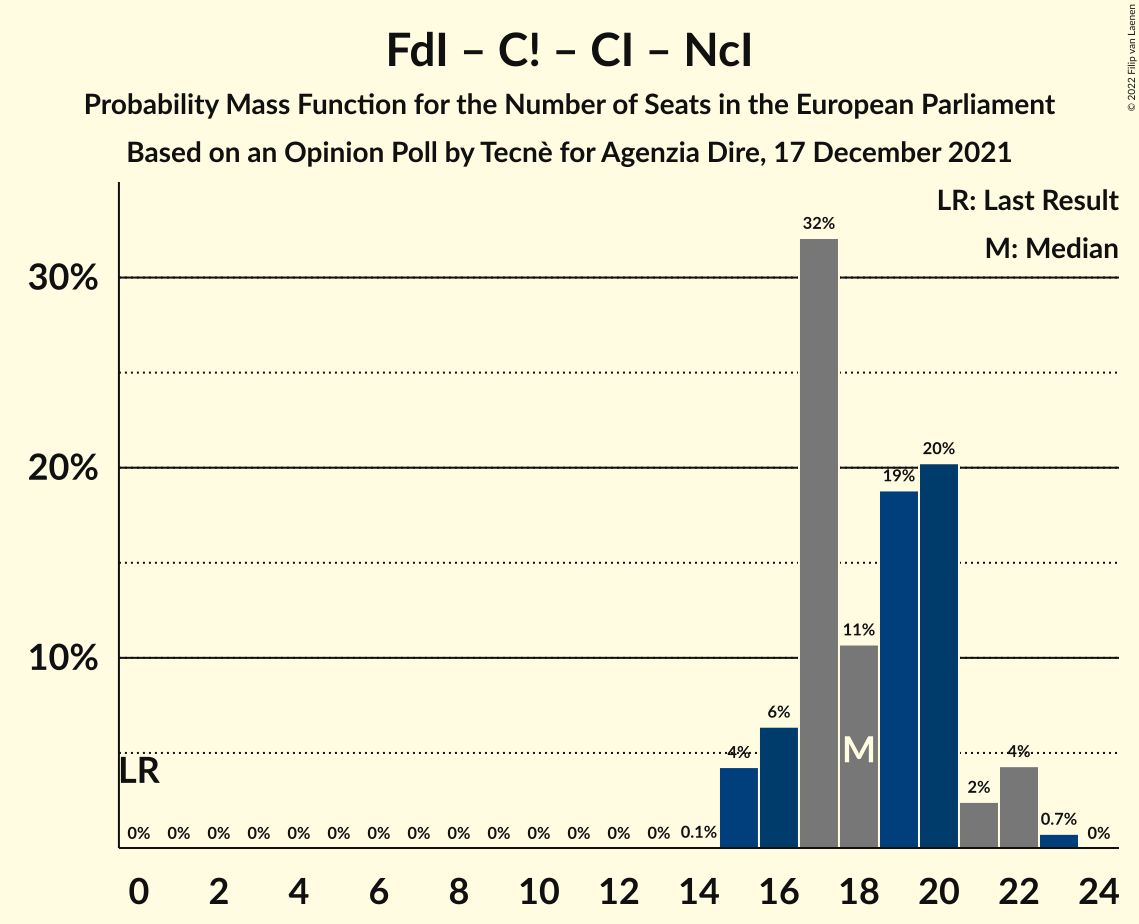 FdI – C! – CI – NcI
Probability Mass Function for the Number of Seats in the European Parliament
Based on an Opinion Poll by Tecnè for Agenzia Dire, 17 December 2021
© 2022 Filip van Laenen
LR: Last Result
M: Median
32%
30%
20%
20%
19%
11%
10%
6%
4%
M
4%
LR
2%
0% 0% 0% 0% 0% 0% 0% 0% 0% 0% 0% 0% 0% 0% 0.1% 0.7% 0%
0 2 4 6 8 10 12 14 16 18 20 22 24